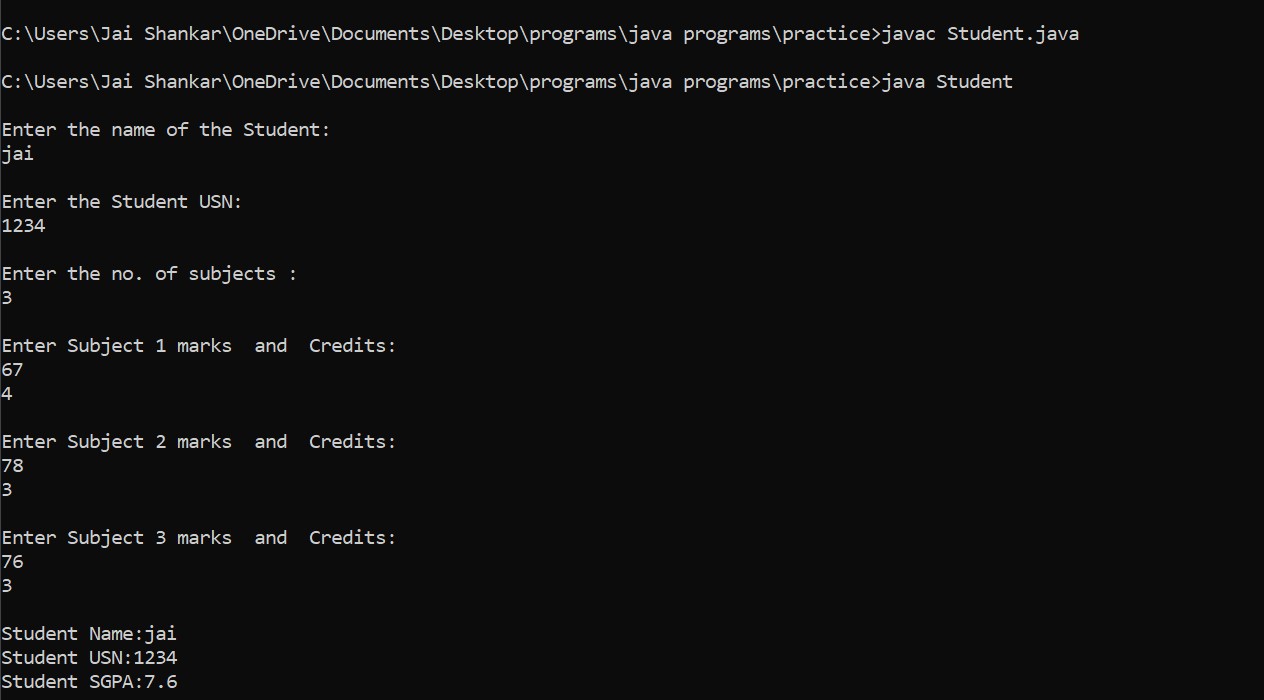 C:\Users\Jai Shankar\OneDrive\Documents\Desktop\programs\java programs\practice>javac Student.java
C:\Users\Jai Shankar\OneDrive\Documents\Desktop\programs\java programs\practice>java Student
Enter the name of the Student:
jai
Enter the Student USN:
1234
Enter the no. of subjects :
3
Enter Subject 1 marks  and  Credits:
67
4
Enter Subject 2 marks  and  Credits:
78
3
Enter Subject 3 marks  and  Credits:
76
3
Student Name:jai
Student USN:1234
Student SGPA:7.6